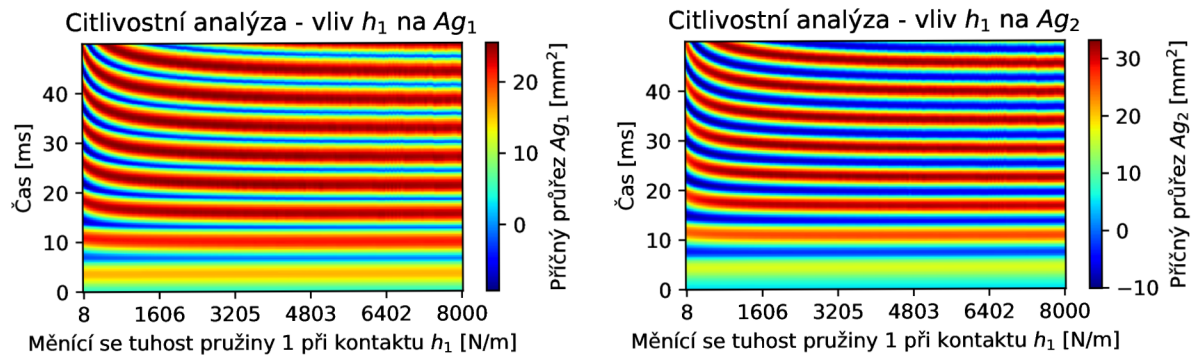 Citlivostní analýza - vliv h₁ na Ag₁
Čas [ms]
40
30
20
10
0
8 1606 3205 4803 6402 8000
Měnící se tuhost pružiny 1 při kontaktu h₁ [N/m]
20
10
0
Příčný průřez Ag₁ [mm²]
Citlivostní analýza - vliv h₁ na Ag₂
Čas [ms]
40
30
20
10
0
8 1606 3205 4803 6402 8000
Měnící se tuhost pružiny 1 při kontaktu h₁ [N/m]
30
20
10
0
−10
Příčný průřez Ag₂ [mm²]